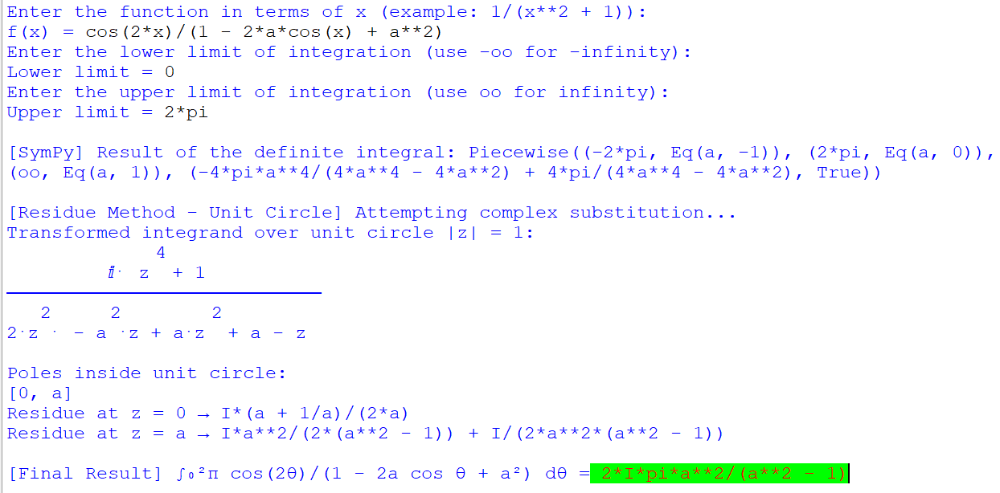 Enter the function in terms of x (example: 1/(x**2 + 1)):
f(x) = cos(2*x)/(1 - 2*a*cos(x) + a**2)
Enter the lower limit of integration (use -oo for -infinity):
Lower limit = 0
Enter the upper limit of integration (use oo for infinity):
Upper limit = 2*pi
[SymPy] Result of the definite integral: Piecewise((-2*pi, Eq(a, -1)), (2*pi, Eq(a, 0)),
(oo, Eq(a, 1)), (-4*pi*a**4/(4*a**4 - 4*a**2) + 4*pi/(4*a**4 - 4*a**2), True))
[Residue Method - Unit Circle] Attempting complex substitution...
Transformed integrand over unit circle |z| = 1:
4
ⅈ⋅ z + 1
2 2 2
2⋅z ⋅ - a ⋅z + a⋅z + a - z
Poles inside unit circle:
[0, a]
Residue at z = 0 → I*(a + 1/a)/(2*a)
Residue at z = a → I*a**2/(2*(a**2 - 1)) + I/(2*a**2*(a**2 - 1))
[Final Result] ∫₀²π cos(2θ)/(1 - 2a cos θ + a²) dθ = 2*I*pi*a**2/(a**2 - 1)